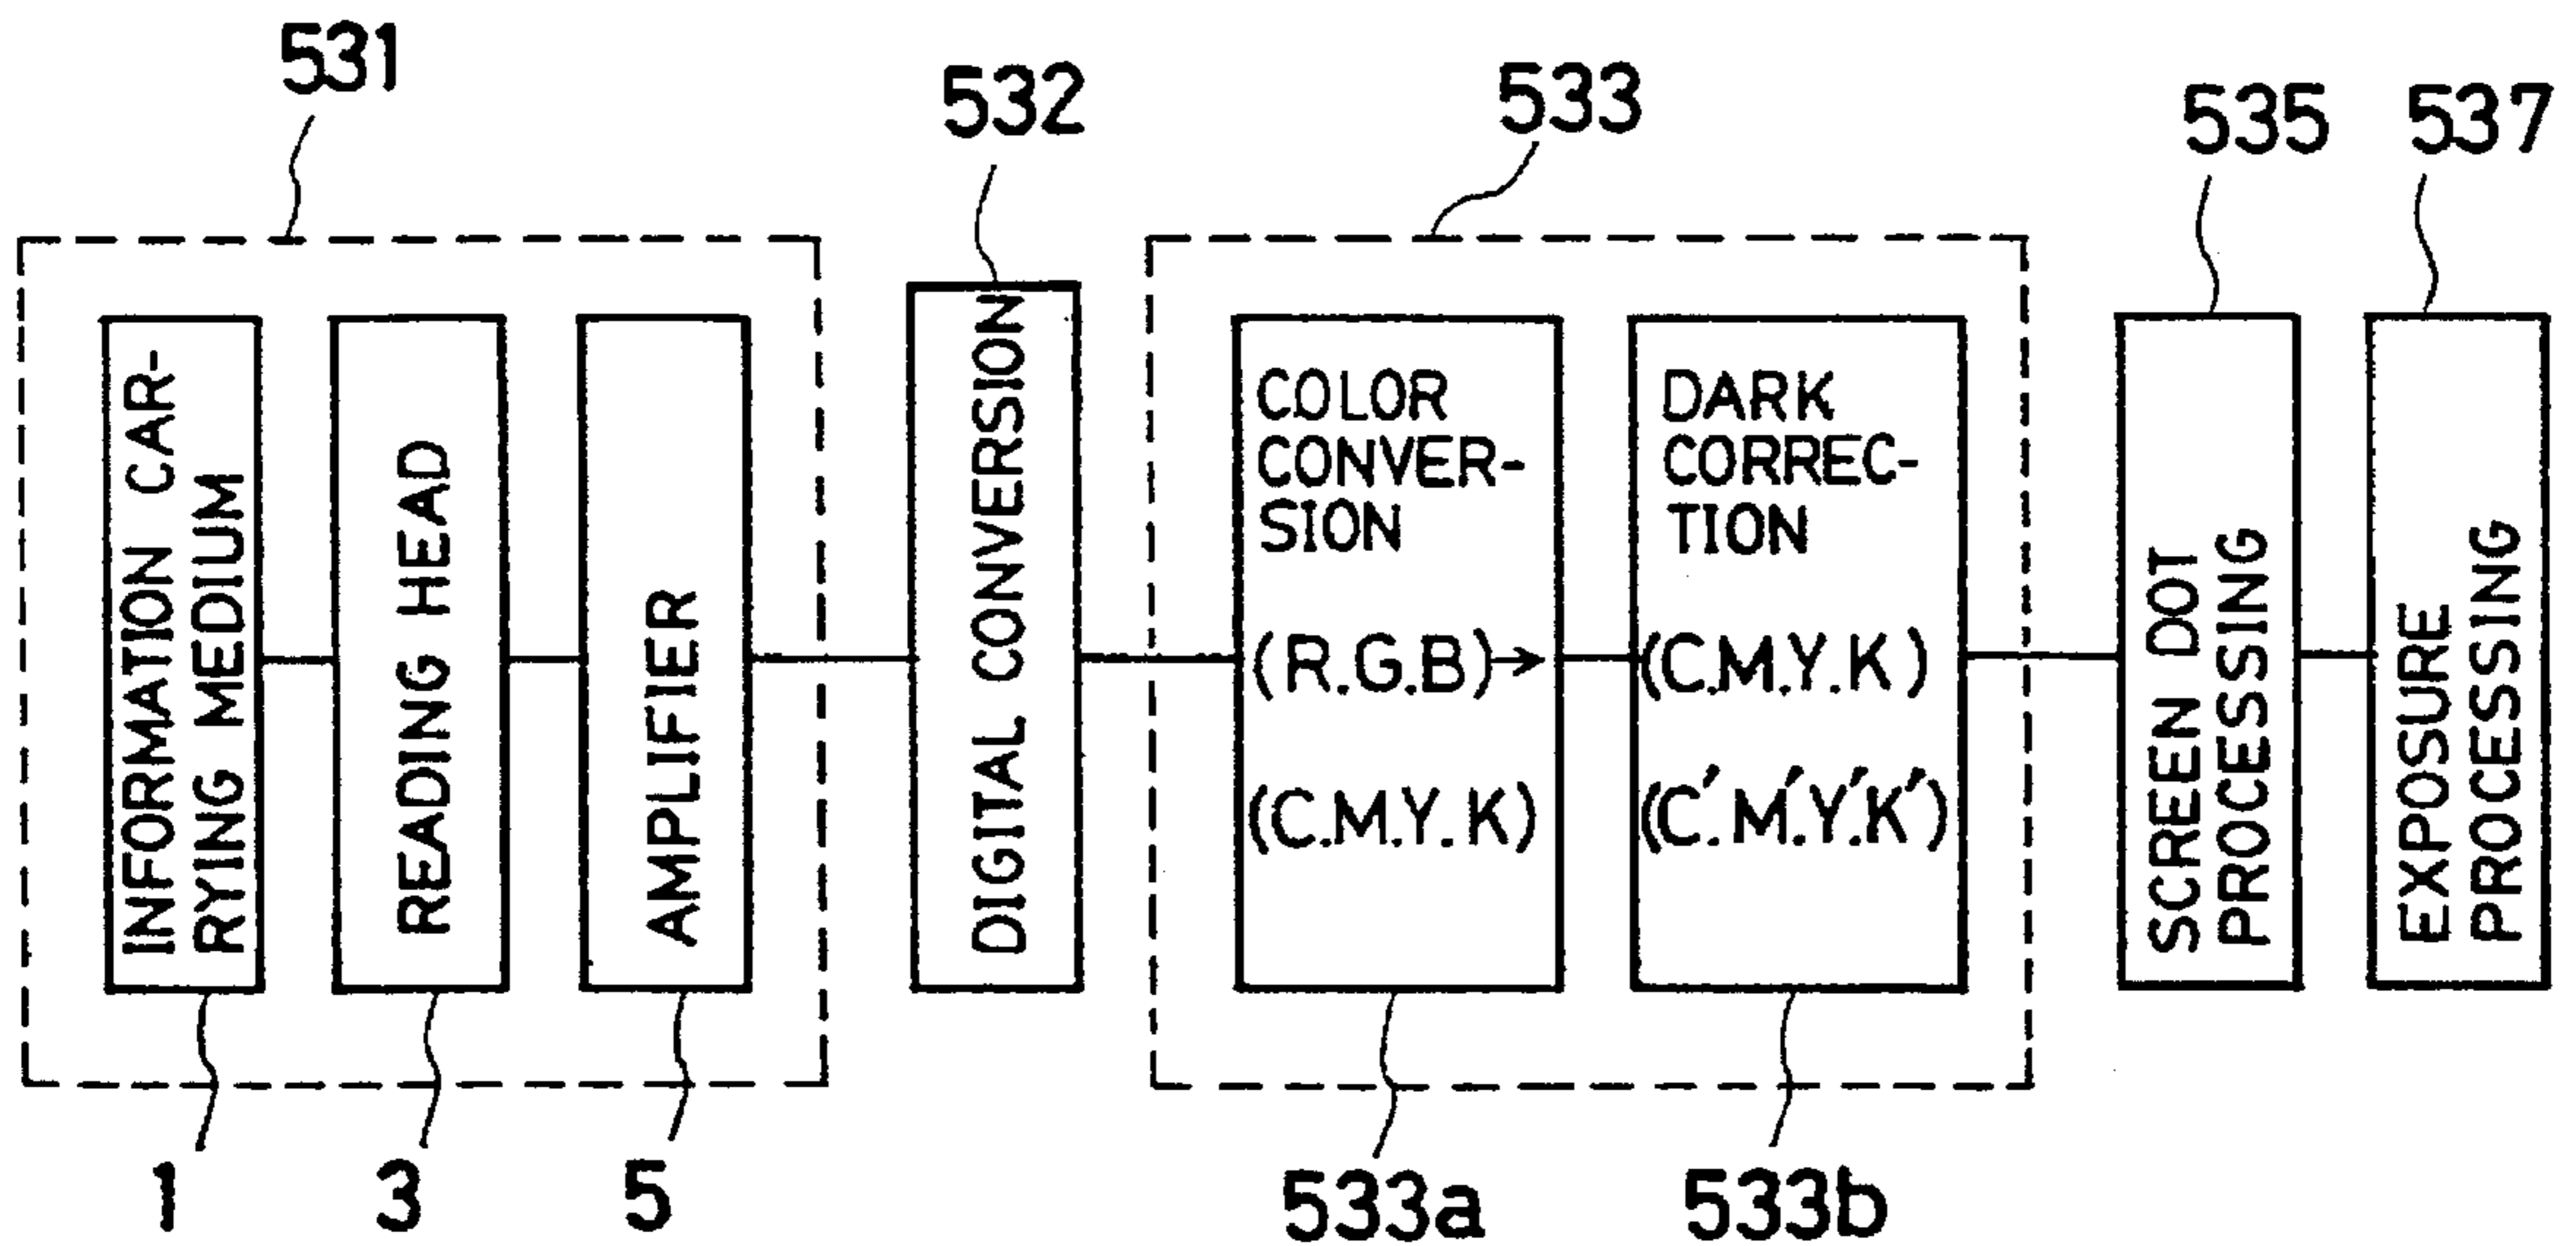 531
532
533
535
537
INFORMATION CAR-
RYING MEDIUM
READING HEAD
AMPLIFIER
DIGITAL CONVERSION
COLOR
CONVER-
SION
(R.G.B)→
(C.M.Y.K)
DARK
CORREC-
TION
(C.M.Y.K)
(C'.M'.Y'.K')
SCREEN DOT
PROCESSING
EXPOSURE
PROCESSING
1
3
5
533a
533b